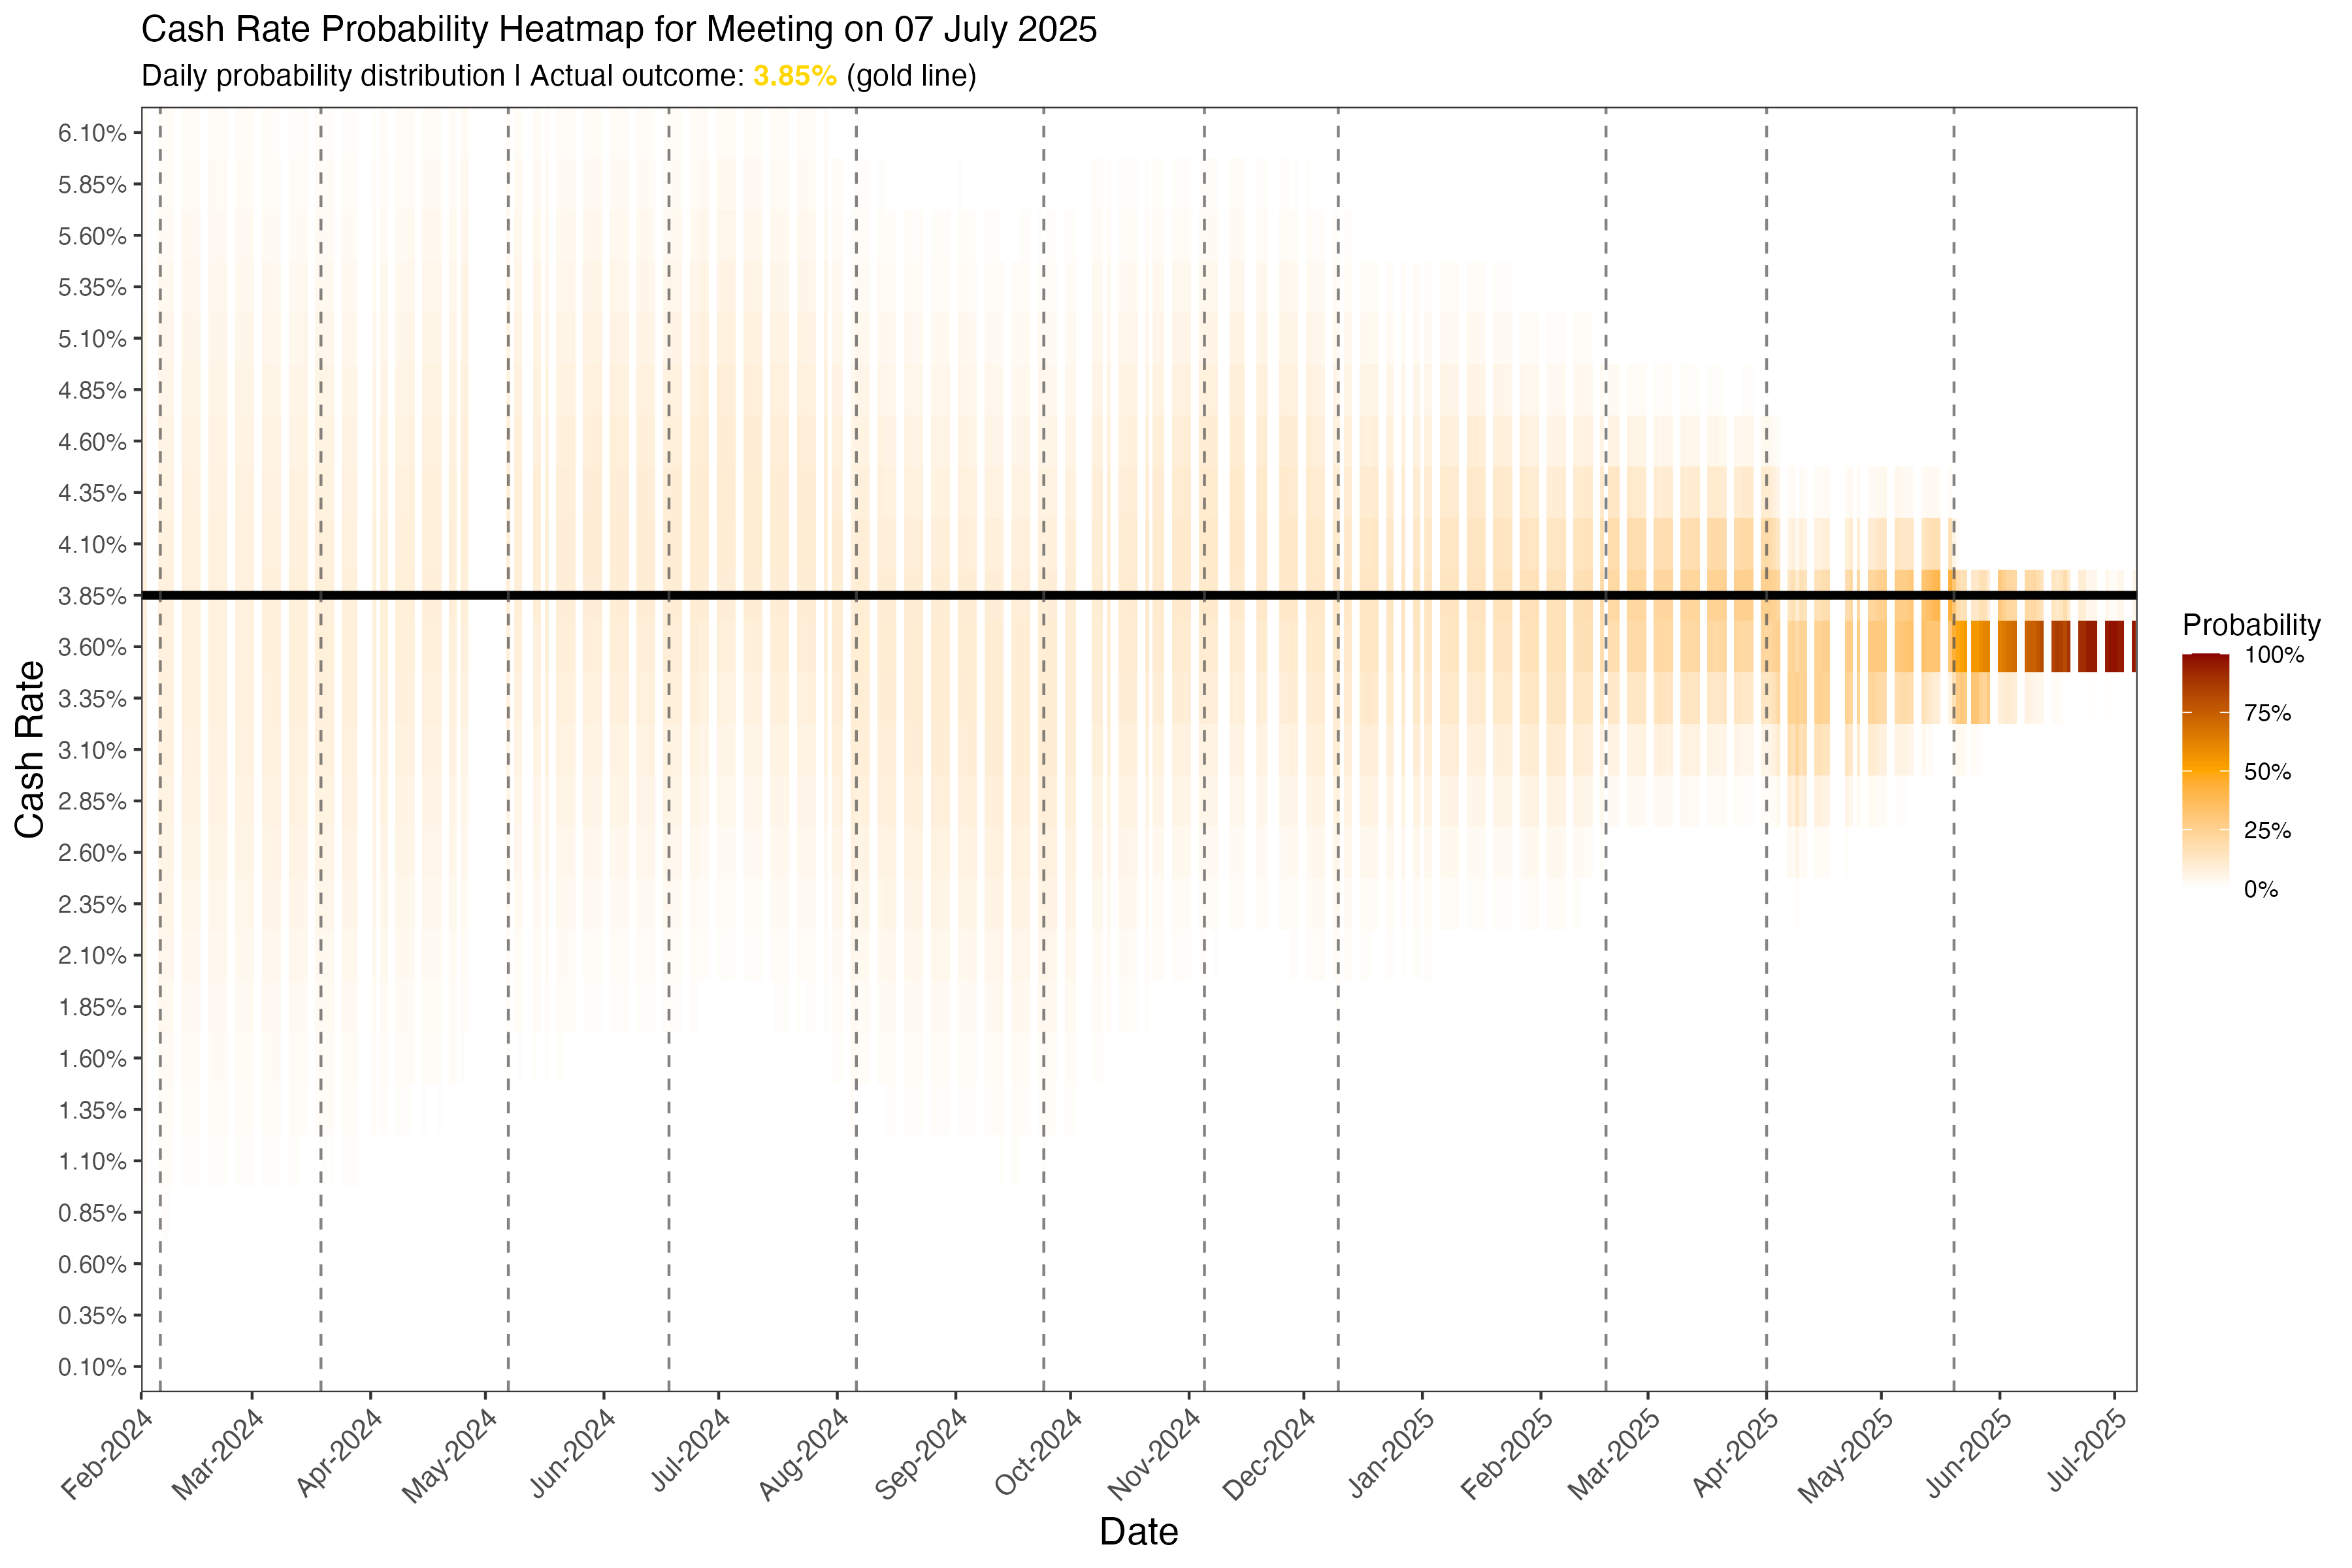 Cash Rate Probability Heatmap for Meeting on 07 July 2025
Daily probability distribution | Actual outcome: 3.85% (gold line)
Cash Rate
6.10%
5.85%
5.60%
5.35%
5.10%
4.85%
4.60%
4.35%
4.10%
3.85%
3.60%
3.35%
3.10%
2.85%
2.60%
2.35%
2.10%
1.85%
1.60%
1.35%
1.10%
0.85%
0.60%
0.35%
0.10%
Feb-2024
Mar-2024
Apr-2024
May-2024
Jun-2024
Jul-2024
Aug-2024
Sep-2024
Oct-2024
Nov-2024
Dec-2024
Jan-2025
Feb-2025
Mar-2025
Apr-2025
May-2025
Jun-2025
Jul-2025
Date
Probability
100%
75%
50%
25%
0%